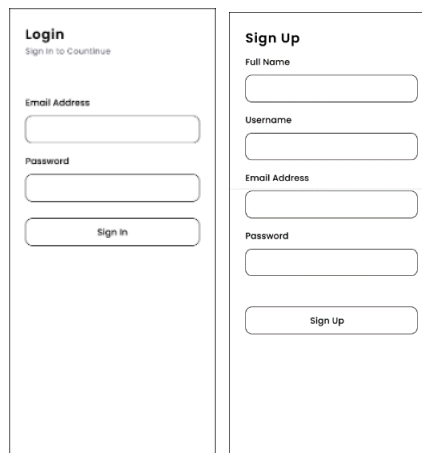 Login
Sign In to Countinue
Email Address
Password
Sign In
Sign Up
Full Name
Username
Email Address
Password
Sign Up